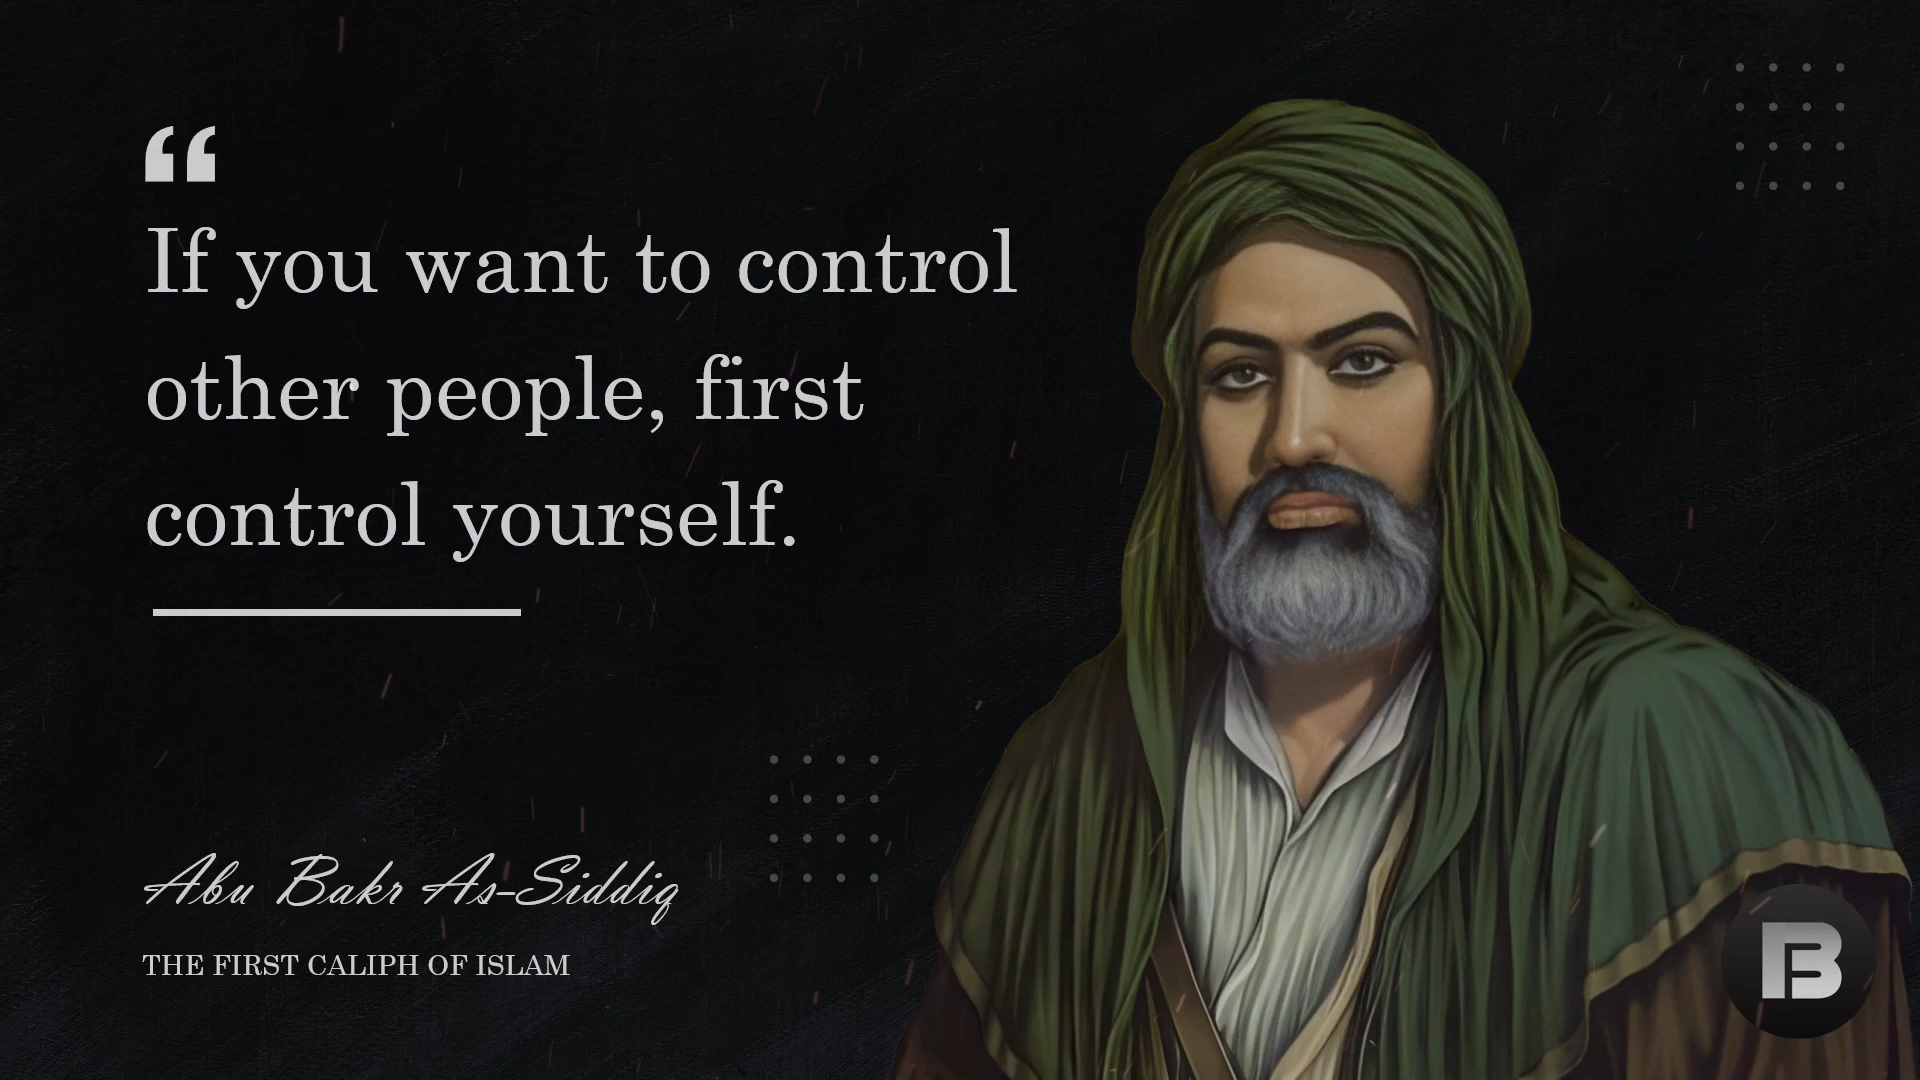 “
If you want to control
other people, first
control yourself.
Abu Bakr As-Siddiq
THE FIRST CALIPH OF ISLAM
B